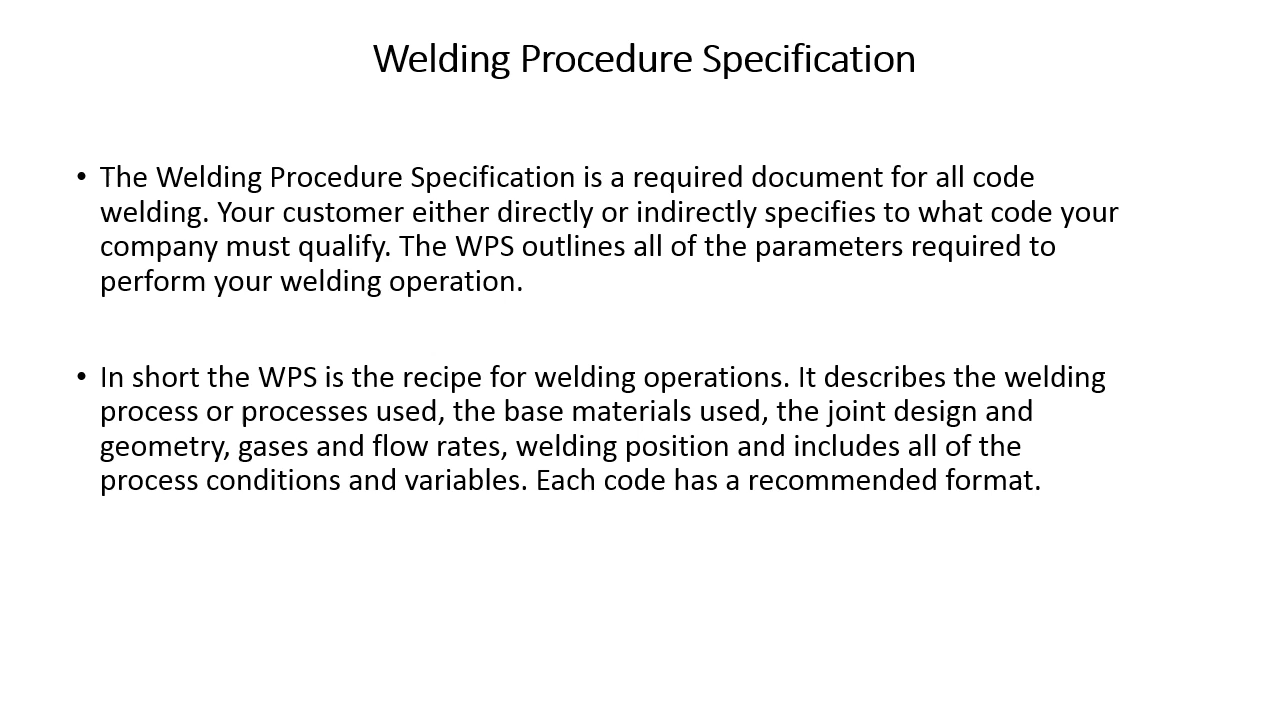 Welding Procedure Specification
• The Welding Procedure Specification is a required document for all code
welding. Your customer either directly or indirectly specifies to what code your
company must qualify. The WPS outlines all of the parameters required to
perform your welding operation.
• In short the WPS is the recipe for welding operations. It describes the welding
process or processes used, the base materials used, the joint design and
geometry, gases and flow rates, welding position and includes all of the
process conditions and variables. Each code has a recommended format.